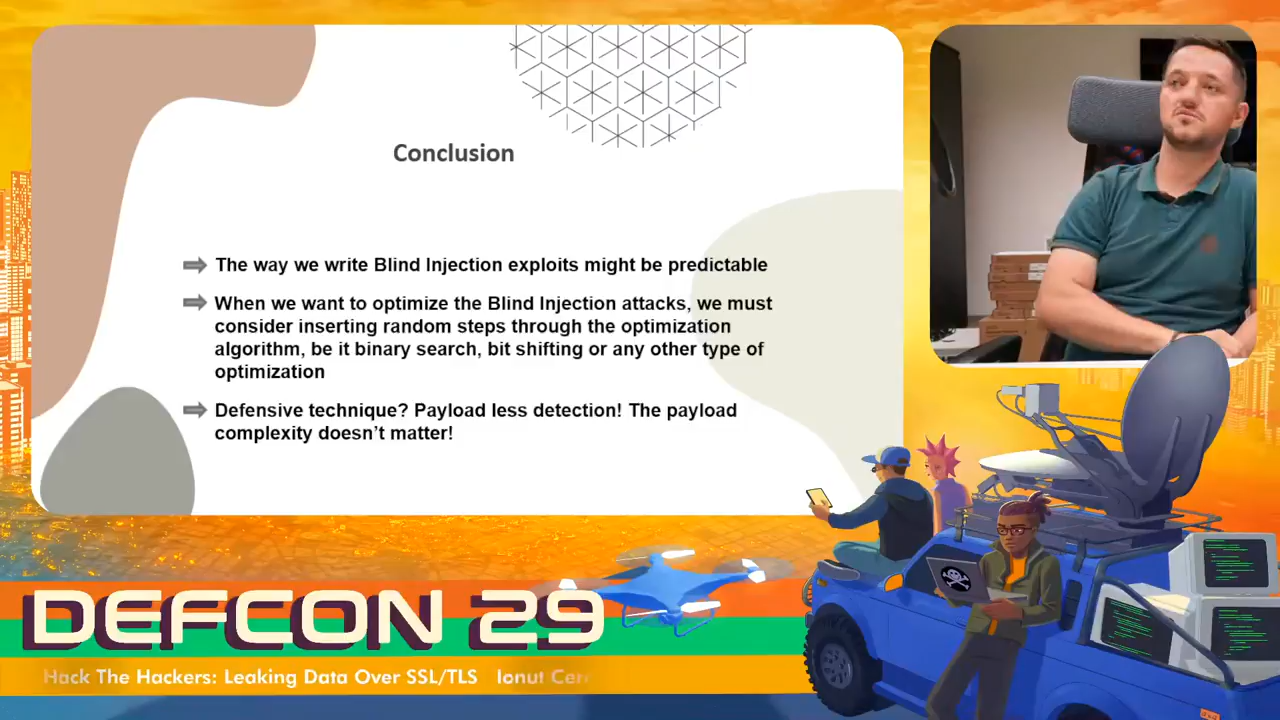 Conclusion
The way we write Blind Injection exploits might be predictable
When we want to optimize the Blind Injection attacks, we must
consider inserting random steps through the optimization
algorithm, be it binary search, bit shifting or any other type of
optimization
Defensive technique? Payload less detection! The payload
complexity doesn't matter!
DEFCON 29
Hack The Hackers: Leaking Data Over SSL/TLS Ionut